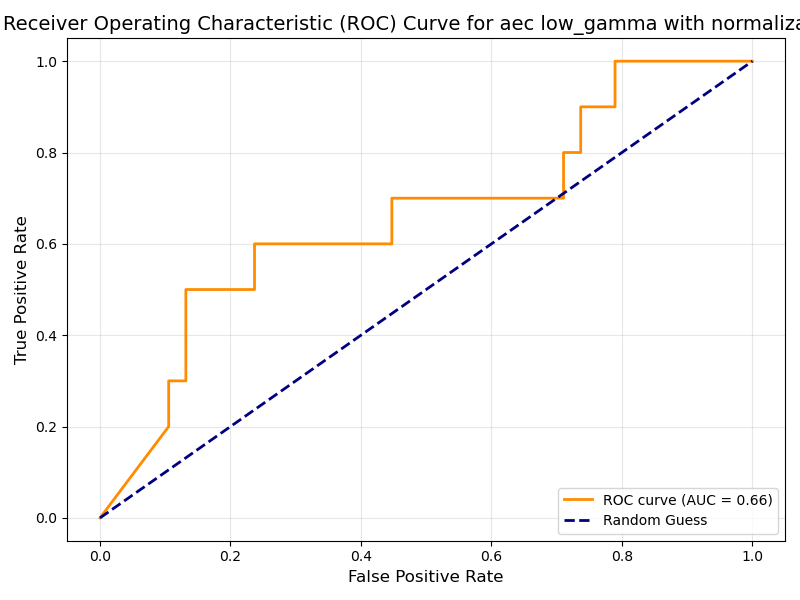 Receiver Operating Characteristic (ROC) Curve for aec low_gamma with normaliza
1.0
0.8
0.6
0.4
0.2
0.0
True Positive Rate
ROC curve (AUC = 0.66)
Random Guess
0.0 0.2 0.4 0.6 0.8 1.0
False Positive Rate